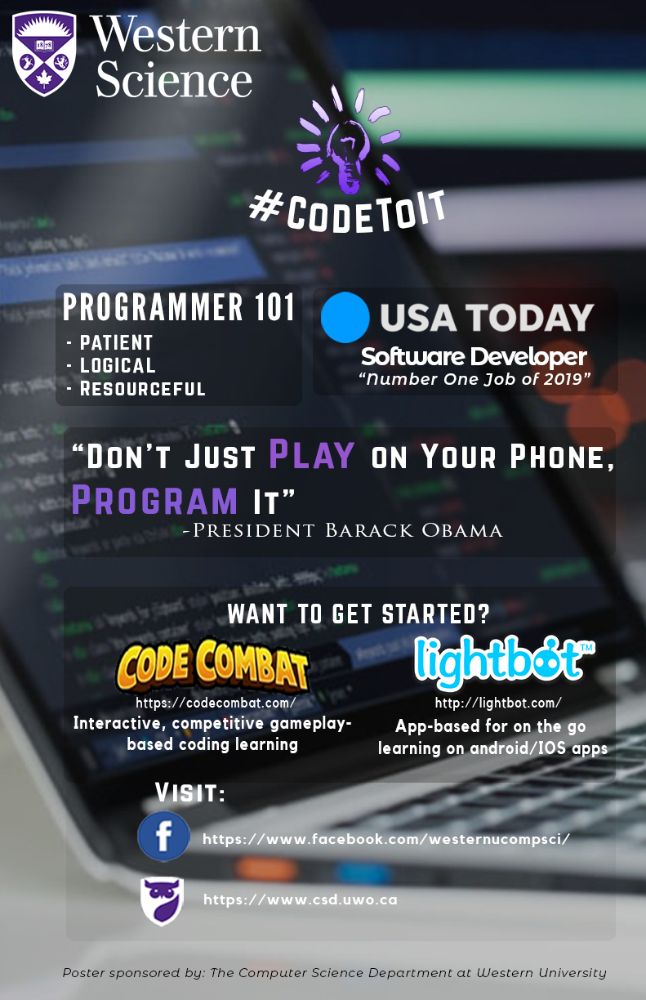 Western
Science
1878
#CodeToIt
PROGRAMMER 101
- PATIENT
- LOGICAL
- RESOURCEFUL
USA TODAY
Software Developer
“Number One Job of 2019”
“Don’t Just Play on Your Phone,
Program It”
-President Barack Obama
WANT TO GET STARTED?
CODE COMBAT
lightbot™
https://codecombat.com/
http://lightbot.com/
Interactive, competitive gameplay-
based coding learning
App-based for on the go
learning on android/IOS apps
Visit:
f
https://www.facebook.com/westernucompsci/
https://www.csd.uwo.ca
Poster sponsored by: The Computer Science Department at Western University